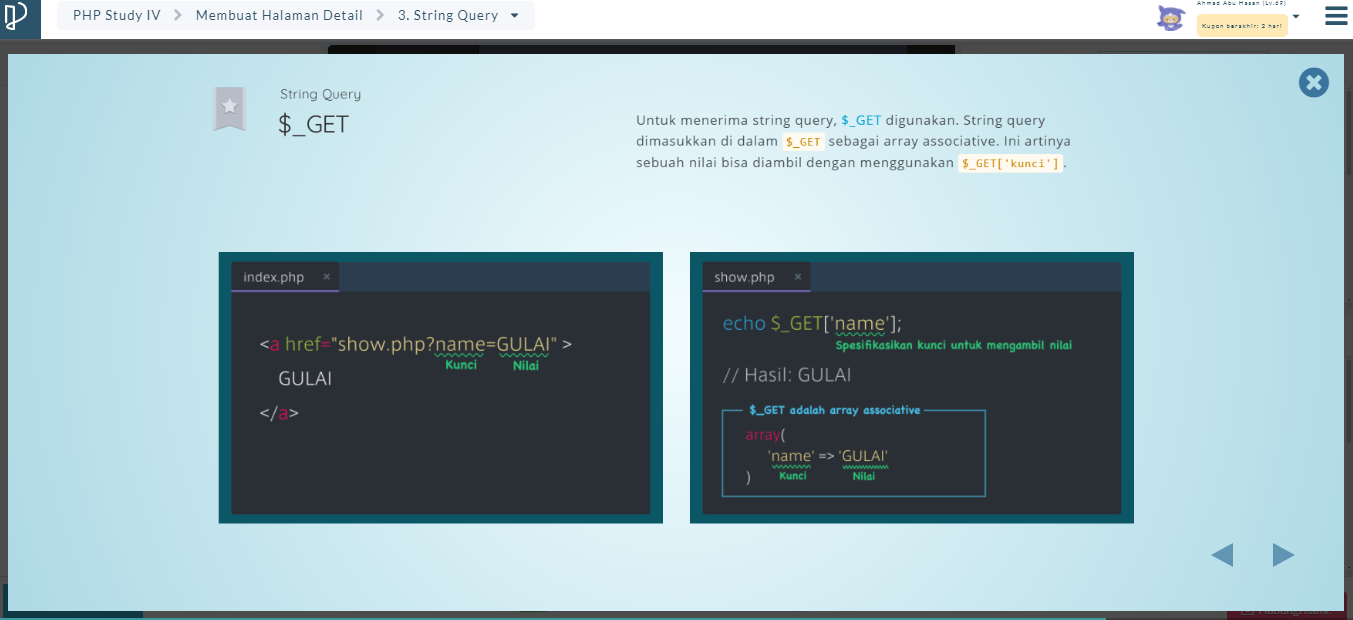 PHP Study IV
Membuat Halaman Detail
3. String Query
Ahmad Abu Hasan (Lv.69)
Kupon berakhir: 2 hari
String Query
$_GET
Untuk menerima string query, $_GET digunakan. String query
dimasukkan di dalam $_GET sebagai array associative. Ini artinya
sebuah nilai bisa diambil dengan menggunakan $_GET['kunci'].
index.php ×
<a href="show.php?name=GULAI" >
Kunci Nilai
GULAI
</a>
show.php ×
echo $_GET['name'];
Spesifikasikan kunci untuk mengambil nilai
// Hasil: GULAI
$_GET adalah array associative
array(
'name' => 'GULAI'
Kunci Nilai
)